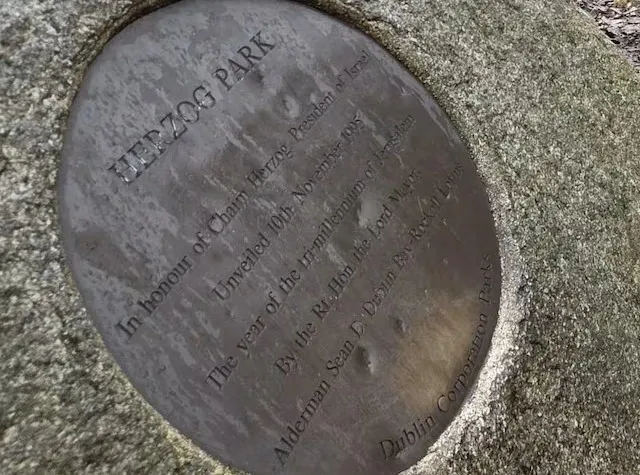 HERZOG PARK
In honour of Chaim Herzog President of Israel
Unveiled 10th November 1995
The year of the tri-millennium of Jerusalem
By the Rt. Hon the Lord Mayor
Alderman Sean D. Dublin Bay-Rockall Loftus
Dublin Corporation Parks